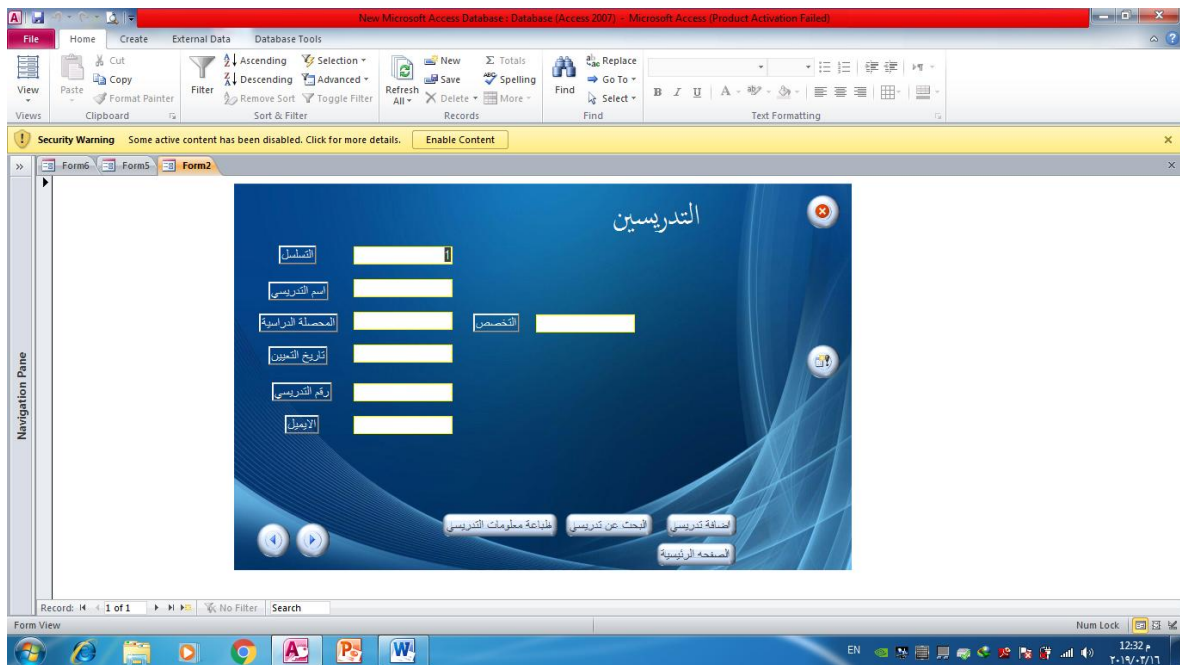 New Microsoft Access Database : Database (Access 2007) - Microsoft Access (Product Activation Failed)
File Home Create External Data Database Tools
View Paste Cut Copy Format Painter
Filter Ascending Descending Remove Sort Selection Advanced Toggle Filter
Refresh All New Save Delete Totals Spelling More
Find Replace Go To Select
B I U A
Views Clipboard Sort & Filter Records Find Text Formatting
Security Warning Some active content has been disabled. Click for more details. Enable Content
Form6 Form5 Form2
Navigation Pane
التدريسين
التسلسل 1
اسم التدريسي
المحصلة الدراسية التخصص
تاريخ التعيين
رقم التدريسي
الايميل
اضافة تدريسي البحث عن تدريسي طباعة معلومات التدريسي
الصفحه الرئيسية
Record: 1 of 1 No Filter Search
Form View Num Lock
EN 12:32 م
٢٠١٩/٠٣/١٦